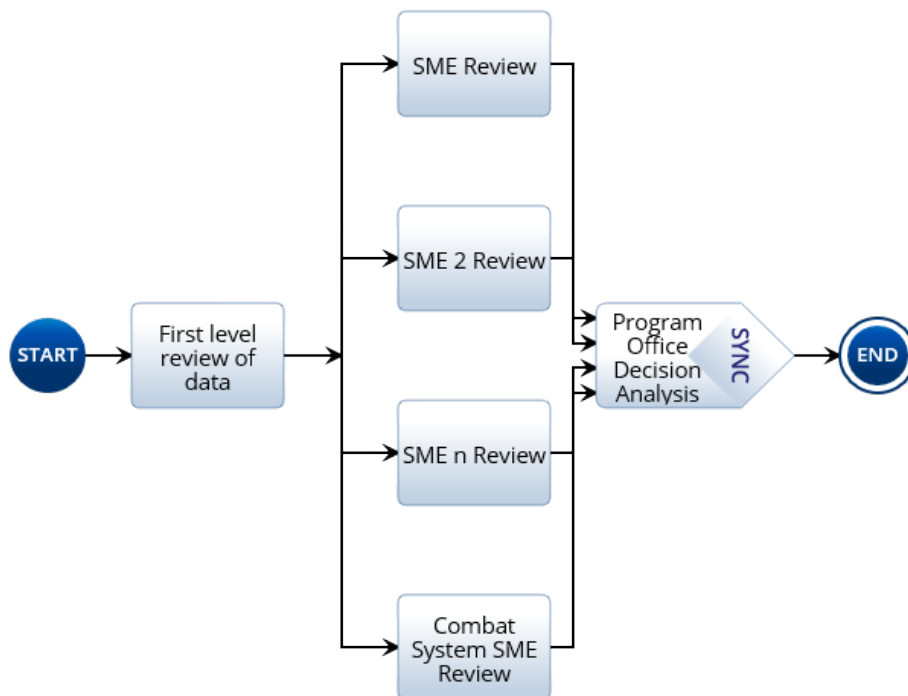 START
First level
review of
data
SME Review
SME 2 Review
SME n Review
Combat
System SME
Review
Program
Office
Decision
Analysis
SYNC
END